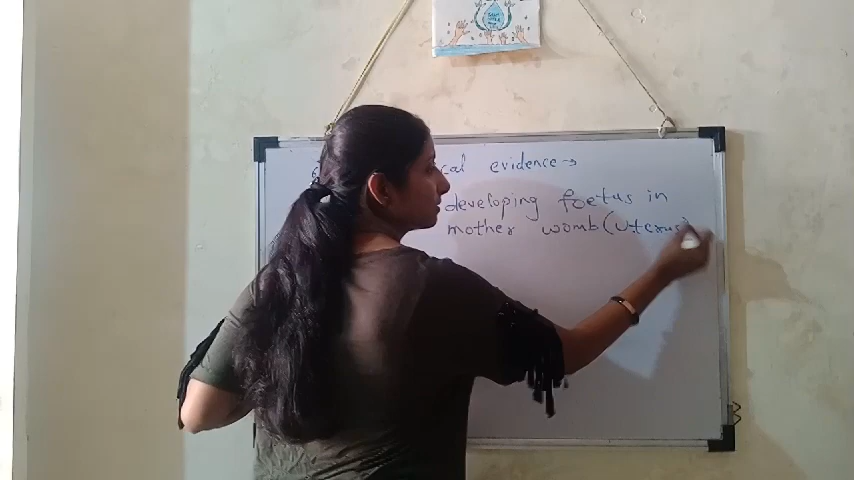 cal evidence →
developing foetus in
mother womb (Uterus)